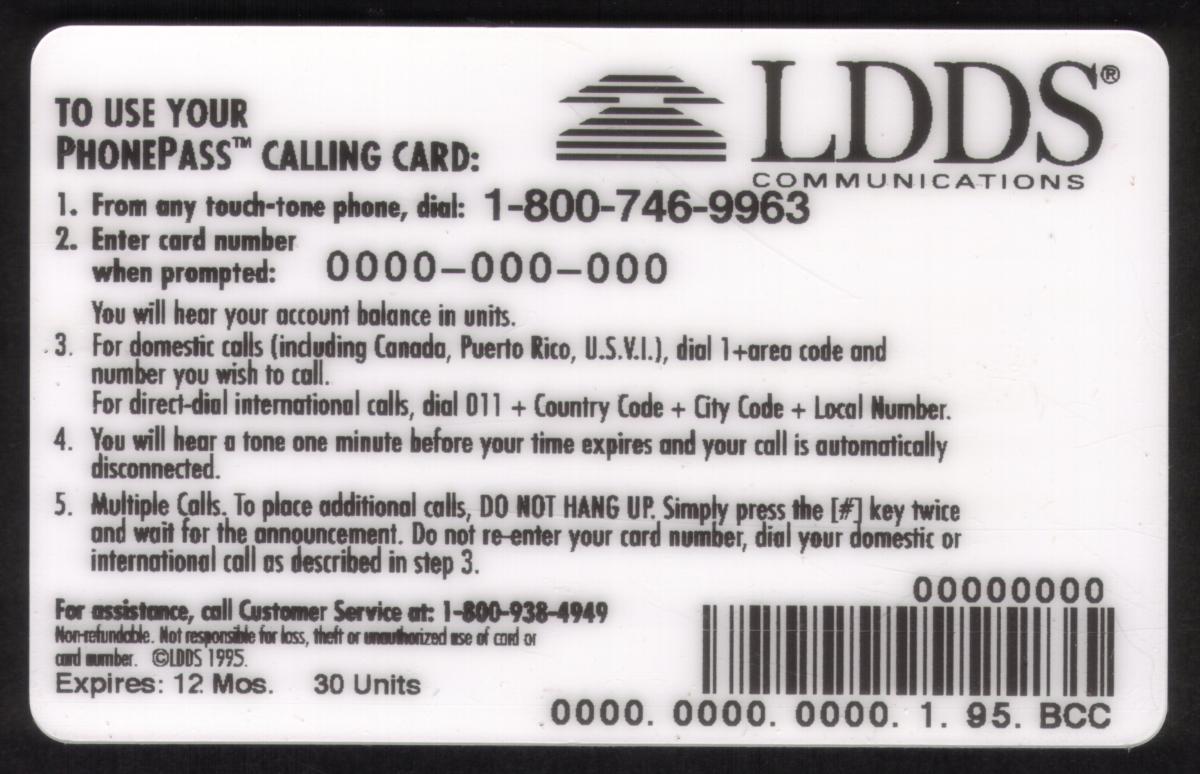 LDDS®
COMMUNICATIONS
TO USE YOUR
PHONEPASS™ CALLING CARD:
1. From any touch-tone phone, dial: 1-800-746-9963
2. Enter card number
when prompted: 0000-000-000
You will hear your account balance in units.
3. For domestic calls (including Canada, Puerto Rico, U.S.V.I.), dial 1+area code and
number you wish to call.
For direct-dial international calls, dial 011 + Country Code + City Code + Local Number.
4. You will hear a tone one minute before your time expires and your call is automatically
disconnected.
5. Multiple Calls. To place additional calls, DO NOT HANG UP. Simply press the [#] key twice
and wait for the announcement. Do not re-enter your card number, dial your domestic or
international call as described in step 3.
For assistance, call Customer Service at: 1-800-938-4949
Non-refundable. Not responsible for loss, theft or unauthorized use of card or
card number. ©LDDS 1995.
Expires: 12 Mos. 30 Units
00000000
0000. 0000. 0000. 1. 95. BCC